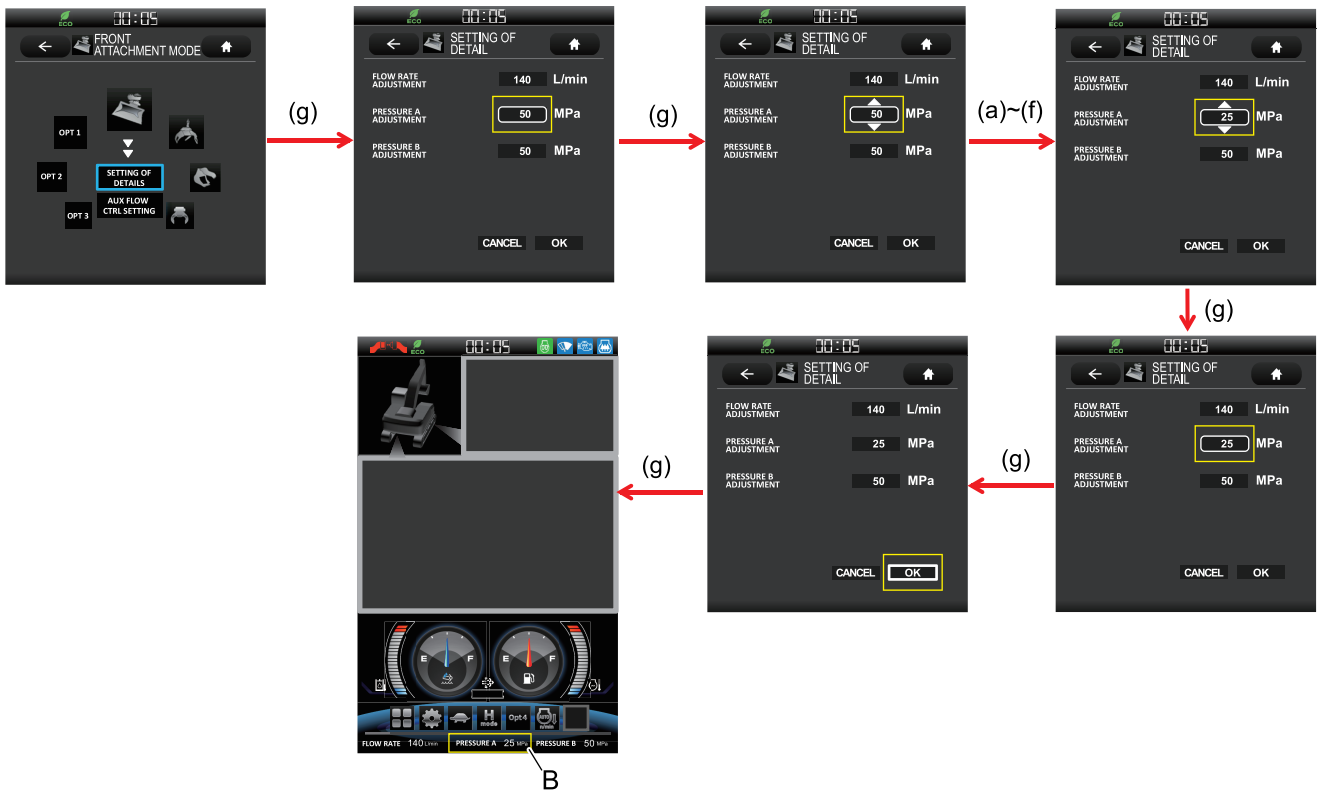 ECO 00:05
FRONT
ATTACHMENT MODE
OPT 1
OPT 2
SETTING OF
DETAILS
AUX FLOW
CTRL SETTING
OPT 3
(g)
ECO 00:05
SETTING OF
DETAIL
FLOW RATE
ADJUSTMENT
140 L/min
PRESSURE A
ADJUSTMENT
50 MPa
PRESSURE B
ADJUSTMENT
50 MPa
CANCEL OK
(g)
ECO 00:05
SETTING OF
DETAIL
FLOW RATE
ADJUSTMENT
140 L/min
PRESSURE A
ADJUSTMENT
50 MPa
PRESSURE B
ADJUSTMENT
50 MPa
CANCEL OK
(a)~(f)
ECO 00:05
SETTING OF
DETAIL
FLOW RATE
ADJUSTMENT
140 L/min
PRESSURE A
ADJUSTMENT
25 MPa
PRESSURE B
ADJUSTMENT
50 MPa
CANCEL OK
(g)
ECO 00:05
SETTING OF
DETAIL
FLOW RATE
ADJUSTMENT
140 L/min
PRESSURE A
ADJUSTMENT
25 MPa
PRESSURE B
ADJUSTMENT
50 MPa
CANCEL OK
(g)
ECO 00:05
SETTING OF
DETAIL
FLOW RATE
ADJUSTMENT
140 L/min
PRESSURE A
ADJUSTMENT
25 MPa
PRESSURE B
ADJUSTMENT
50 MPa
CANCEL OK
(g)
ECO 00:05
E F E F
H
mode
Opt4
AUTO
n/min
FLOW RATE 140 L/min PRESSURE A 25 MPa PRESSURE B 50 MPa
B